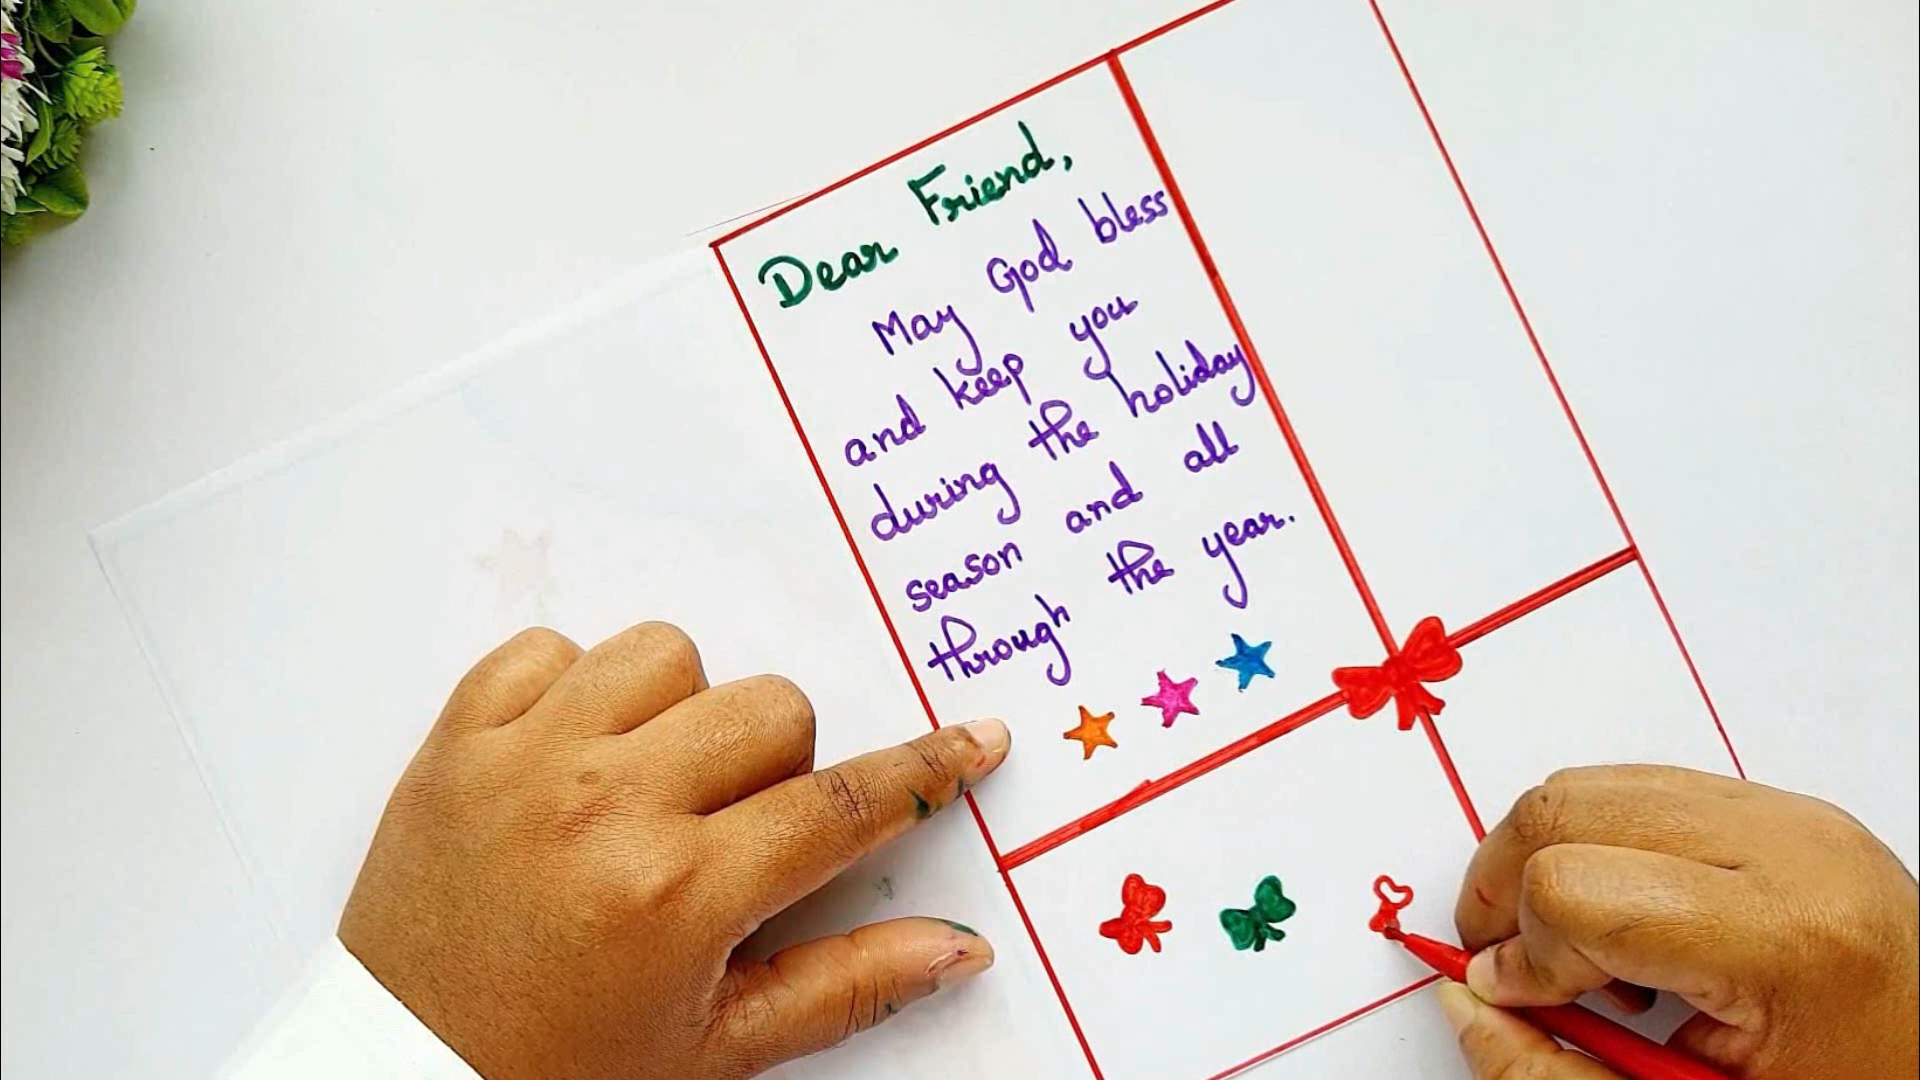 Dear Friend,
May God bless
and keep you
during the holiday
season and all
through the year.